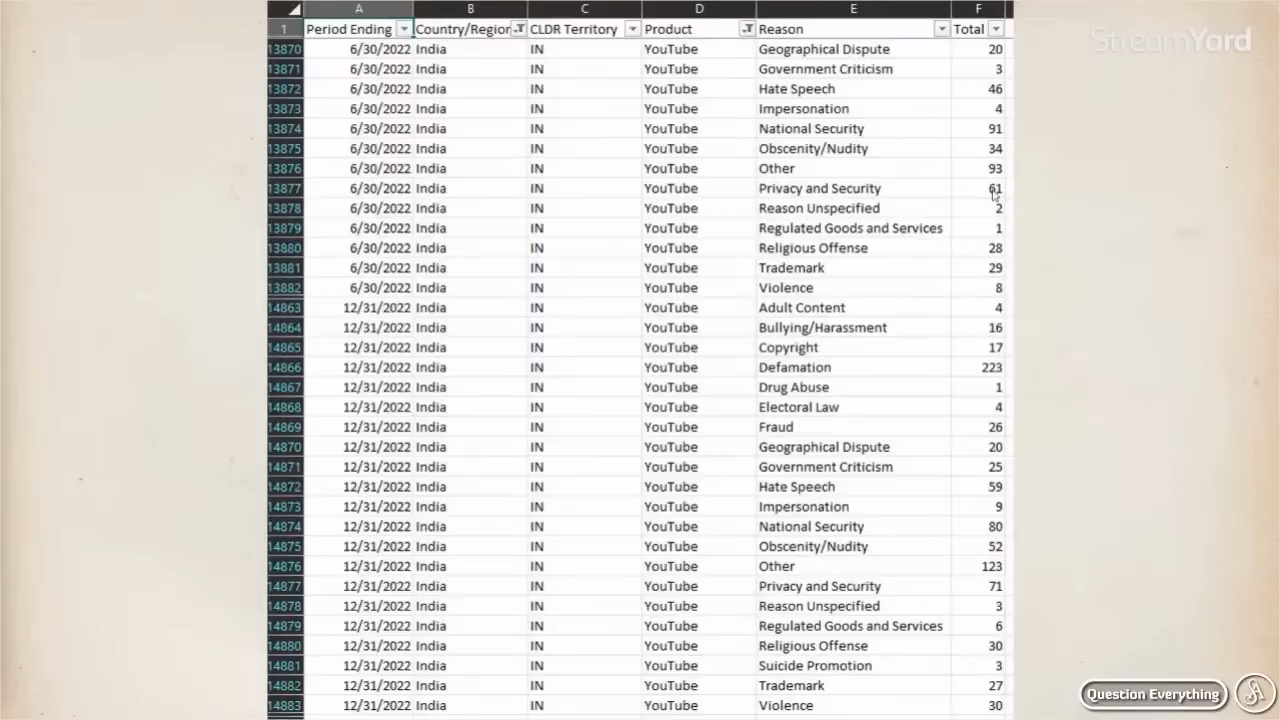 A B C D E F
1 Period Ending Country/Region CLDR Territory Product Reason Total
13870 6/30/2022 India IN YouTube Geographical Dispute 20
13871 6/30/2022 India IN YouTube Government Criticism 3
13872 6/30/2022 India IN YouTube Hate Speech 46
13873 6/30/2022 India IN YouTube Impersonation 4
13874 6/30/2022 India IN YouTube National Security 91
13875 6/30/2022 India IN YouTube Obscenity/Nudity 34
13876 6/30/2022 India IN YouTube Other 93
13877 6/30/2022 India IN YouTube Privacy and Security 61
13878 6/30/2022 India IN YouTube Reason Unspecified 2
13879 6/30/2022 India IN YouTube Regulated Goods and Services 1
13880 6/30/2022 India IN YouTube Religious Offense 28
13881 6/30/2022 India IN YouTube Trademark 29
13882 6/30/2022 India IN YouTube Violence 8
14863 12/31/2022 India IN YouTube Adult Content 4
14864 12/31/2022 India IN YouTube Bullying/Harassment 16
14865 12/31/2022 India IN YouTube Copyright 17
14866 12/31/2022 India IN YouTube Defamation 223
14867 12/31/2022 India IN YouTube Drug Abuse 1
14868 12/31/2022 India IN YouTube Electoral Law 4
14869 12/31/2022 India IN YouTube Fraud 26
14870 12/31/2022 India IN YouTube Geographical Dispute 20
14871 12/31/2022 India IN YouTube Government Criticism 25
14872 12/31/2022 India IN YouTube Hate Speech 59
14873 12/31/2022 India IN YouTube Impersonation 9
14874 12/31/2022 India IN YouTube National Security 80
14875 12/31/2022 India IN YouTube Obscenity/Nudity 52
14876 12/31/2022 India IN YouTube Other 123
14877 12/31/2022 India IN YouTube Privacy and Security 71
14878 12/31/2022 India IN YouTube Reason Unspecified 3
14879 12/31/2022 India IN YouTube Regulated Goods and Services 6
14880 12/31/2022 India IN YouTube Religious Offense 30
14881 12/31/2022 India IN YouTube Suicide Promotion 3
14882 12/31/2022 India IN YouTube Trademark 27
14883 12/31/2022 India IN YouTube Violence 30
StreamYard
Question Everything